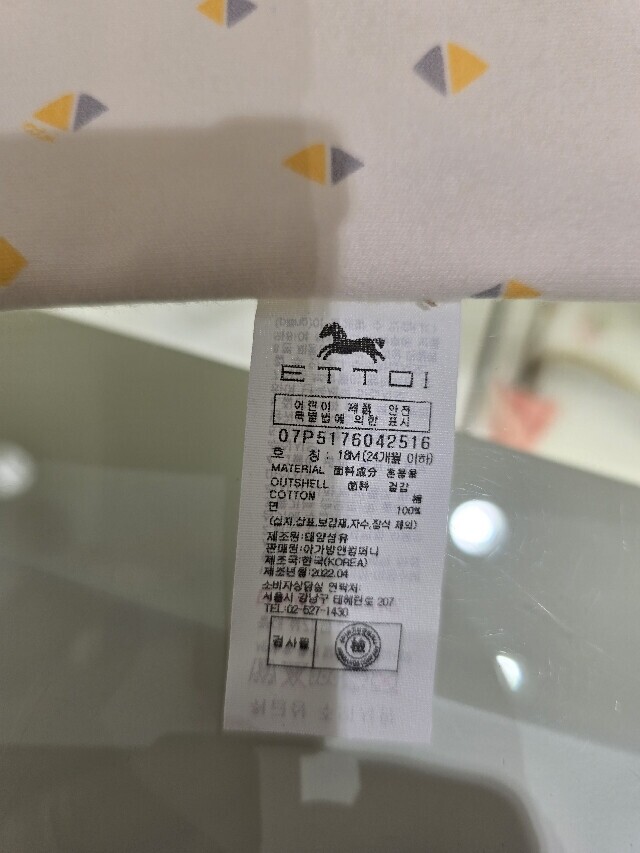 ETTOI
어린이 제품 안전
특별법에 의한 표시
07P5176042516
호 칭 : 18M(24개월 이하)
MATERIAL 面料成分 혼용율
OUTSHELL 面料 겉감
COTTON 棉
면 100%
(심지,상표,보강재,자수,장식 제외)
제조원:태양섬유
판매원:아가방앤컴퍼니
제조국:한국(KOREA)
제조년월:2022.04
소비자상담실 연락처:
서울시 강남구 테헤란로 207
TEL:02-527-1430